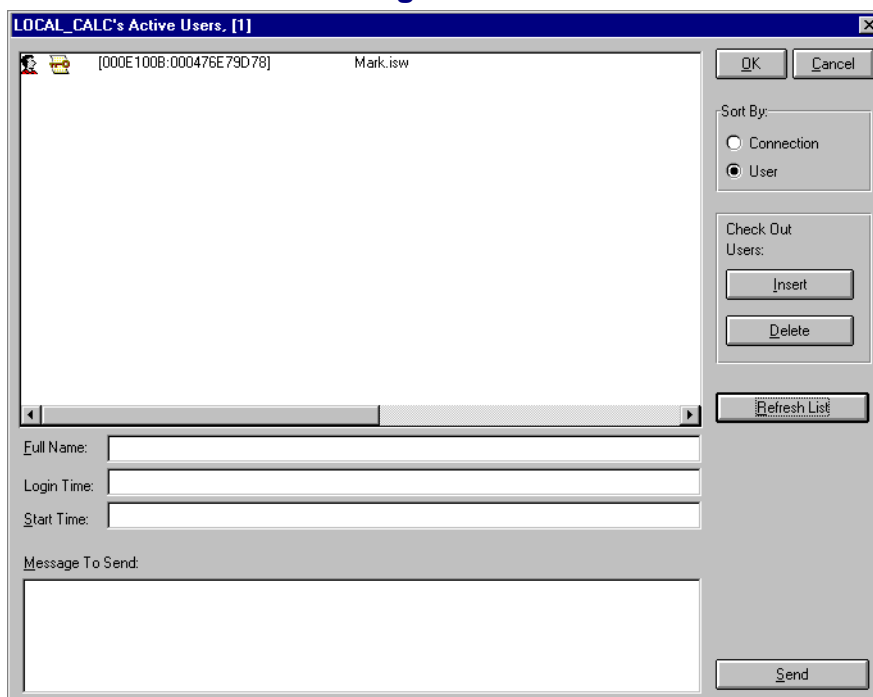 LOCAL_CALC's Active Users, [1]
[000E100B:000476E79D78] Mark.isw
OK
Cancel
Sort By:
Connection
User
Check Out
Users:
Insert
Delete
Refresh List
Full Name:
Login Time:
Start Time:
Message To Send:
Send